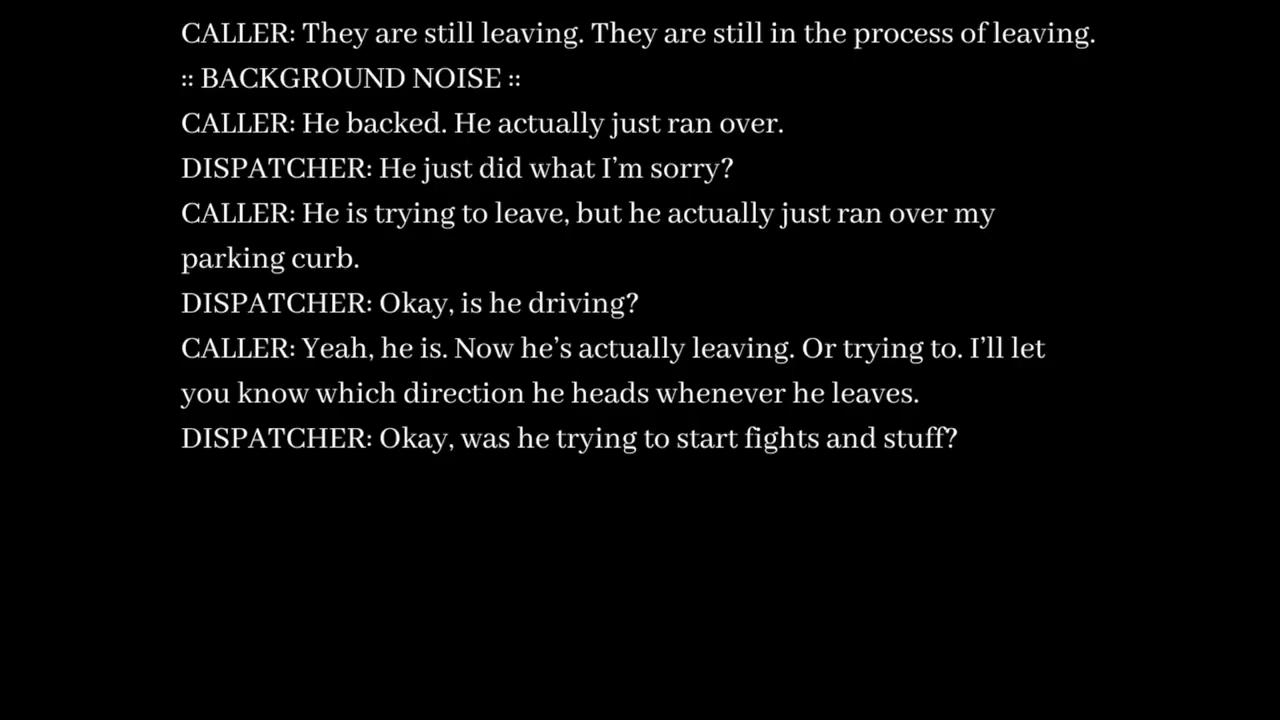 CALLER: They are still leaving. They are still in the process of leaving.
:: BACKGROUND NOISE ::
CALLER: He backed. He actually just ran over.
DISPATCHER: He just did what I’m sorry?
CALLER: He is trying to leave, but he actually just ran over my
parking curb.
DISPATCHER: Okay, is he driving?
CALLER: Yeah, he is. Now he’s actually leaving. Or trying to. I’ll let
you know which direction he heads whenever he leaves.
DISPATCHER: Okay, was he trying to start fights and stuff?